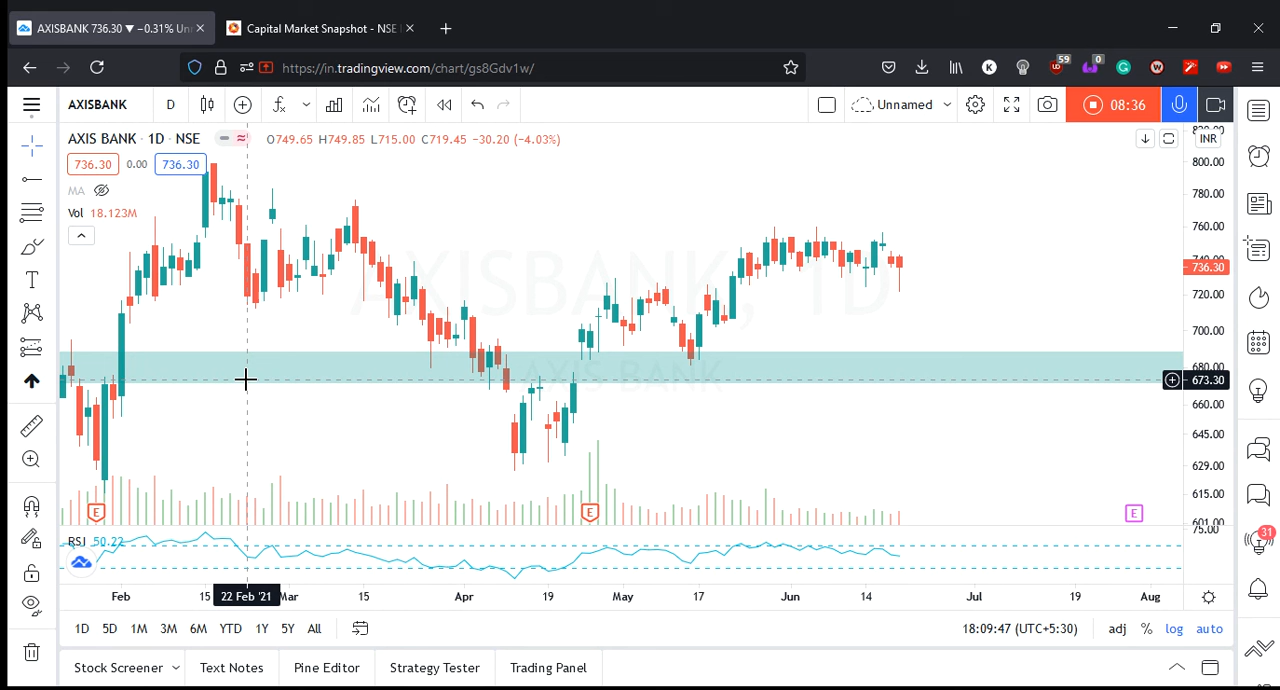 AXISBANK 736.30 ▼ −0.31% Un
Capital Market Snapshot - NSE
59
0
https://in.tradingview.com/chart/gs8Gdv1w/
AXISBANK
D
Unnamed
08:36
AXIS BANK · 1D · NSE
O749.65 H749.85 L715.00 C719.45 −30.20 (−4.03%)
INR
736.30 0.00 736.30
MA
Vol 18.123M
800.00
780.00
760.00
740.00
736.30
720.00
700.00
680.00
673.30
660.00
645.00
629.00
615.00
601.00
75.00
AXISBANK, 1D
AXIS BANK
E
E
E
RSI 50.22
31
Feb
15
22 Feb '21
Mar
15
Apr
19
May
17
Jun
14
Jul
19
Aug
1D 5D 1M 3M 6M YTD 1Y 5Y All
18:09:47 (UTC+5:30)
adj % log auto
Stock Screener
Text Notes
Pine Editor
Strategy Tester
Trading Panel